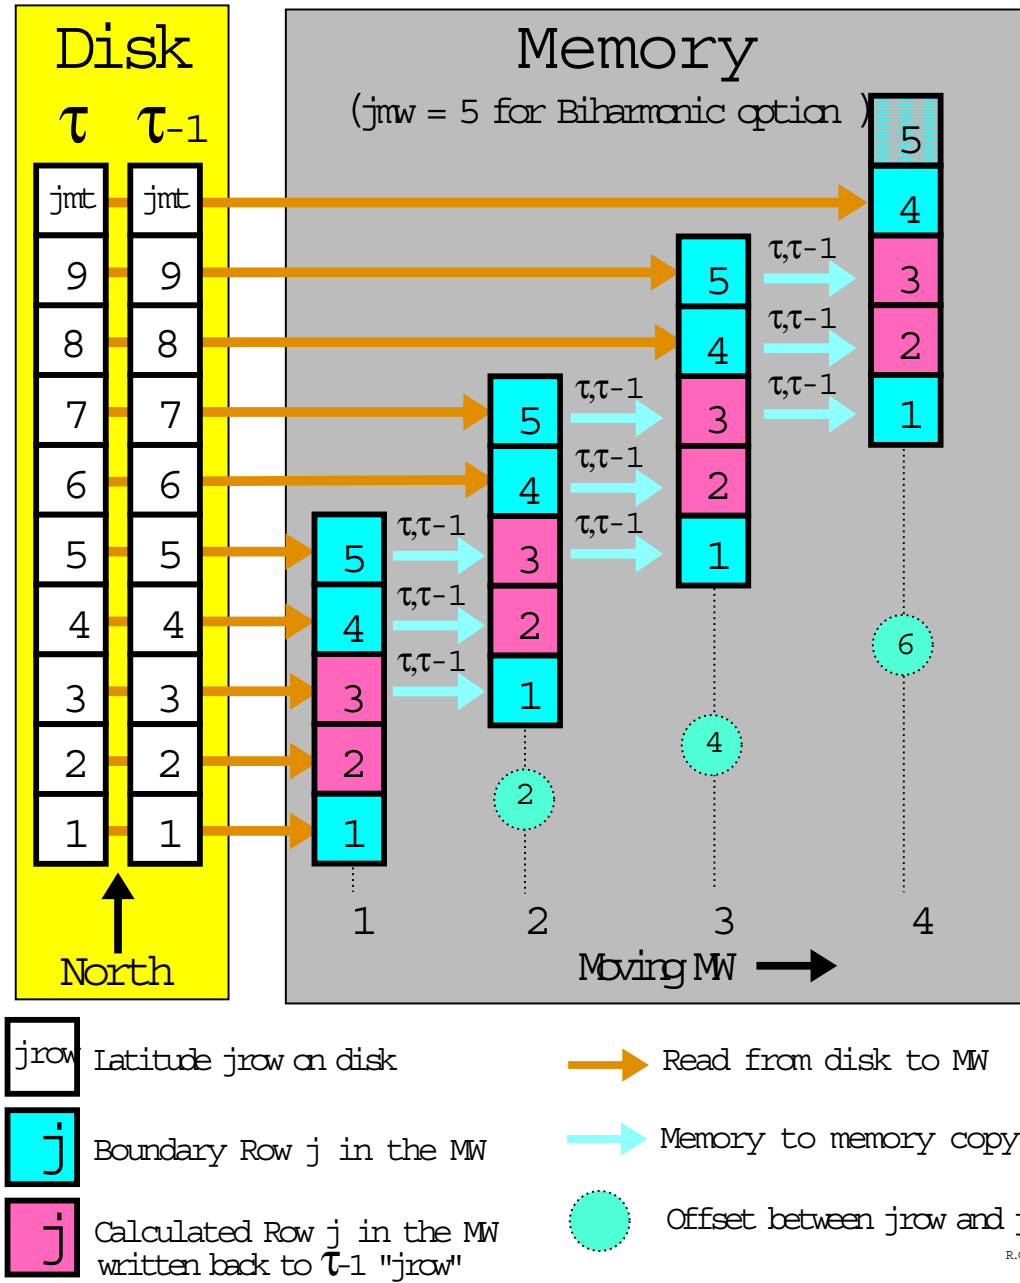 Disk
Memory
τ τ-1
(jmw = 5 for Biharmonic option )
5
jmt jmt 4
9 9 5 τ,τ-1 3
8 8 4 τ,τ-1 2
7 7 5 τ,τ-1 3 τ,τ-1 1
6 6 4 τ,τ-1 2
5 5 5 τ,τ-1 3 τ,τ-1 1
4 4 4 τ,τ-1 2 6
3 3 3 τ,τ-1 1 4
2 2 2 2
1 1 1
1 2 3 4
North
Moving MW
jrow Latitude jrow on disk
Read from disk to MW
j Boundary Row j in the MW
Memory to memory copy
j Calculated Row j in the MW
written back to τ-1 "jrow"
Offset between jrow and j